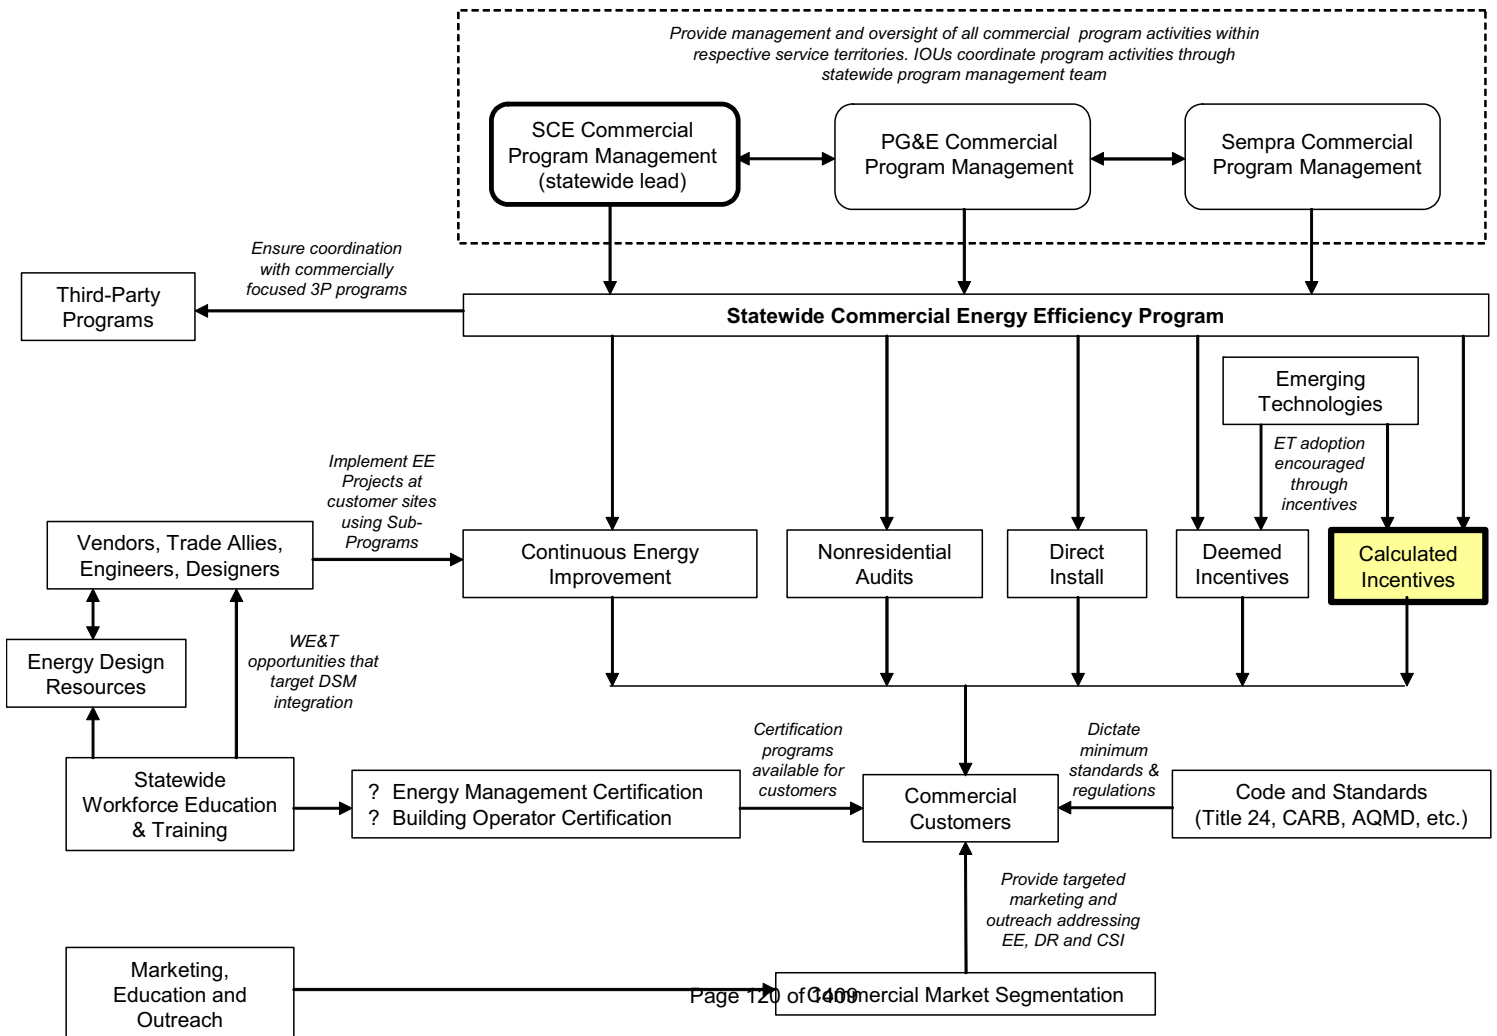 Provide management and oversight of all commercial program activities within
respective service territories. IOUs coordinate program activities through
statewide program management team
SCE Commercial
Program Management
(statewide lead)
PG&E Commercial
Program Management
Sempra Commercial
Program Management
Ensure coordination
with commercially
focused 3P programs
Third-Party
Programs
Statewide Commercial Energy Efficiency Program
Emerging
Technologies
ET adoption
encouraged
through
incentives
Implement EE
Projects at
customer sites
using Sub-
Programs
Vendors, Trade Allies,
Engineers, Designers
Continuous Energy
Improvement
Nonresidential
Audits
Direct
Install
Deemed
Incentives
Calculated
Incentives
Energy Design
Resources
WE&T
opportunities that
target DSM
integration
Statewide
Workforce Education
& Training
? Energy Management Certification
? Building Operator Certification
Certification
programs
available for
customers
Commercial
Customers
Dictate
minimum
standards &
regulations
Code and Standards
(Title 24, CARB, AQMD, etc.)
Provide targeted
marketing and
outreach addressing
EE, DR and CSI
Marketing,
Education and
Outreach
Commercial Market Segmentation
Page 120 of 1409